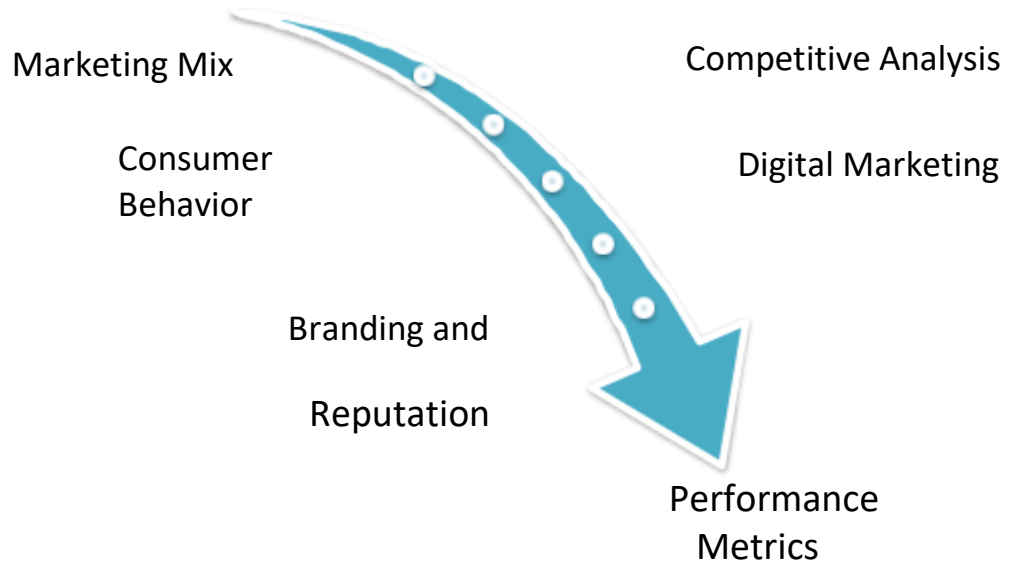 Marketing Mix
Competitive Analysis
Consumer
Behavior
Digital Marketing
Branding and
Reputation
Performance
Metrics